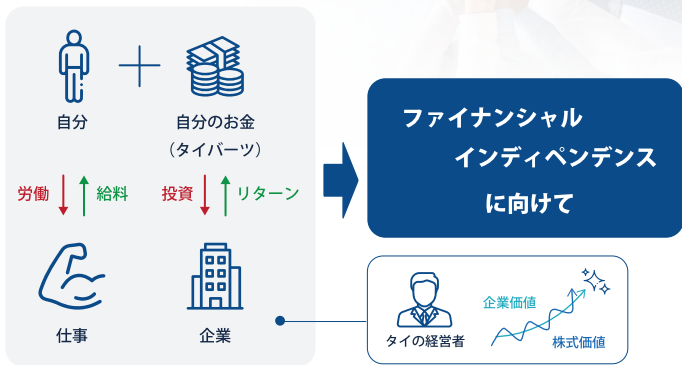 自分
自分のお金
（タイバーツ）
労働
給料
投資
リターン
仕事
企業
ファイナンシャル
インディペンデンス
に向けて
タイの経営者
企業価値
株式価値